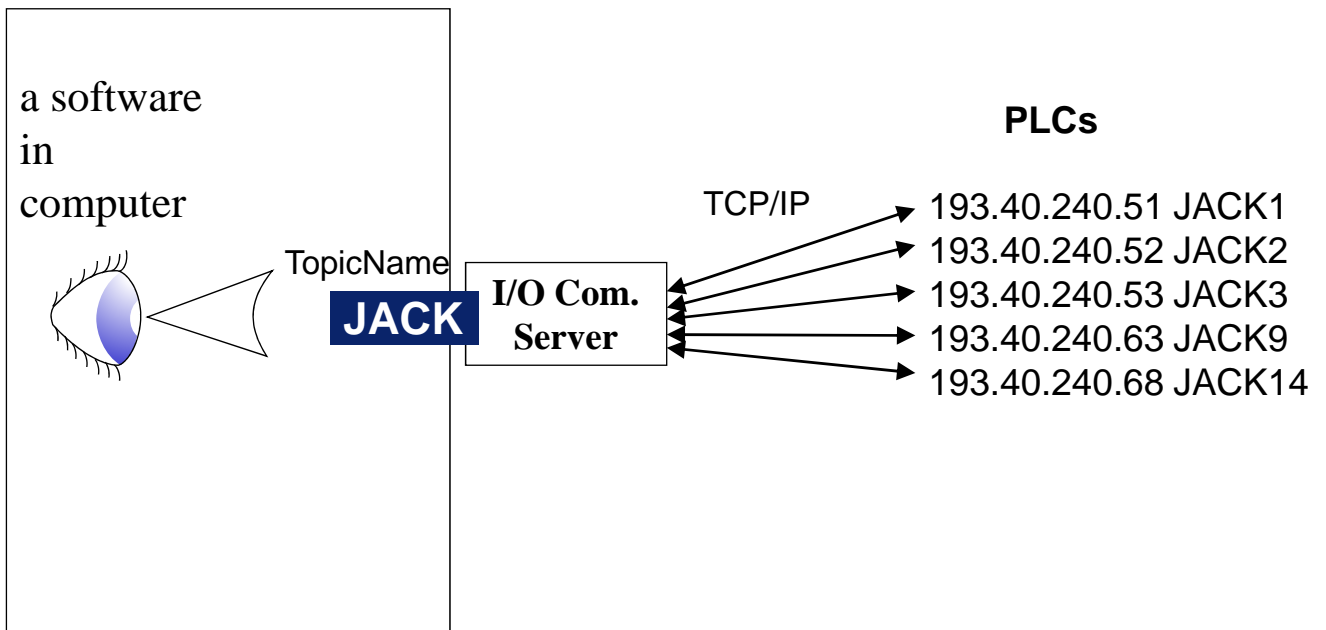 a software
in
computer
TopicName
JACK
I/O Com.
Server
TCP/IP
PLCs
193.40.240.51 JACK1
193.40.240.52 JACK2
193.40.240.53 JACK3
193.40.240.63 JACK9
193.40.240.68 JACK14